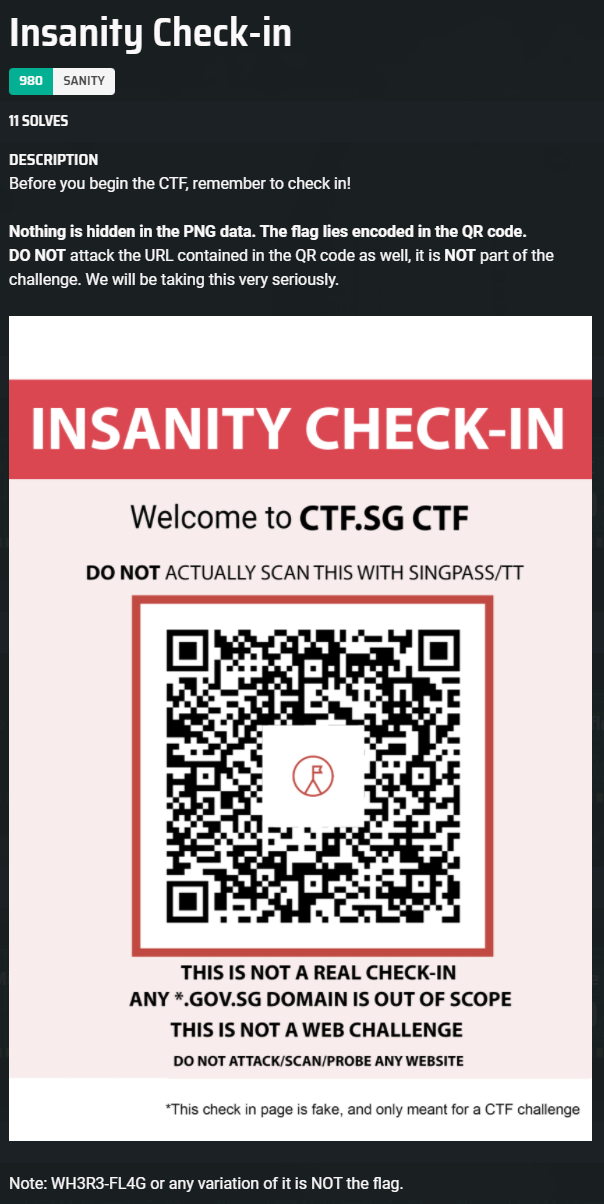 Insanity Check-in
980 SANITY
11 SOLVES
DESCRIPTION
Before you begin the CTF, remember to check in!
Nothing is hidden in the PNG data. The flag lies encoded in the QR code.
DO NOT attack the URL contained in the QR code as well, it is NOT part of the
challenge. We will be taking this very seriously.
INSANITY CHECK-IN
Welcome to CTF.SG CTF
DO NOT ACTUALLY SCAN THIS WITH SINGPASS/TT
THIS IS NOT A REAL CHECK-IN
ANY *.GOV.SG DOMAIN IS OUT OF SCOPE
THIS IS NOT A WEB CHALLENGE
DO NOT ATTACK/SCAN/PROBE ANY WEBSITE
*This check in page is fake, and only meant for a CTF challenge
Note: WH3R3-FL4G or any variation of it is NOT the flag.